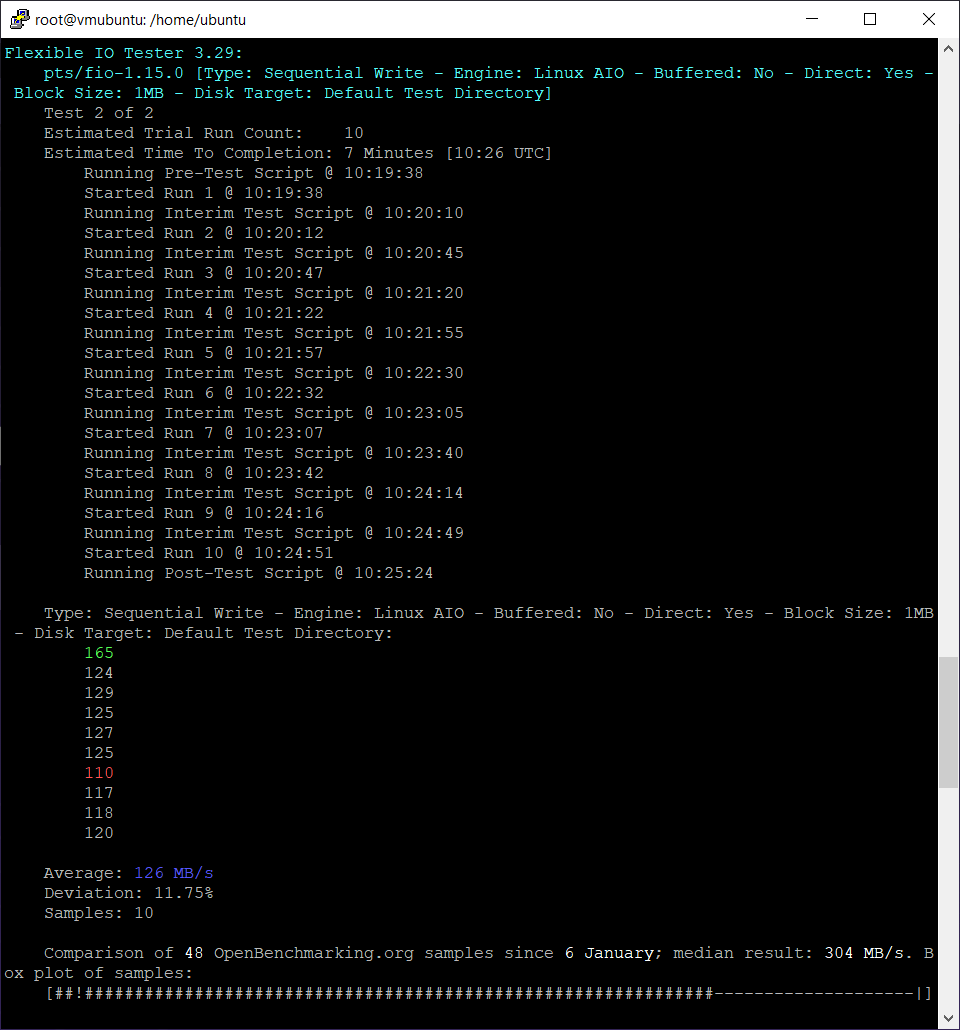 root@vmubuntu: /home/ubuntu
Flexible IO Tester 3.29:
pts/fio-1.15.0 [Type: Sequential Write - Engine: Linux AIO - Buffered: No - Direct: Yes -
Block Size: 1MB - Disk Target: Default Test Directory]
Test 2 of 2
Estimated Trial Run Count:    10
Estimated Time To Completion: 7 Minutes [10:26 UTC]
Running Pre-Test Script @ 10:19:38
Started Run 1 @ 10:19:38
Running Interim Test Script @ 10:20:10
Started Run 2 @ 10:20:12
Running Interim Test Script @ 10:20:45
Started Run 3 @ 10:20:47
Running Interim Test Script @ 10:21:20
Started Run 4 @ 10:21:22
Running Interim Test Script @ 10:21:55
Started Run 5 @ 10:21:57
Running Interim Test Script @ 10:22:30
Started Run 6 @ 10:22:32
Running Interim Test Script @ 10:23:05
Started Run 7 @ 10:23:07
Running Interim Test Script @ 10:23:40
Started Run 8 @ 10:23:42
Running Interim Test Script @ 10:24:14
Started Run 9 @ 10:24:16
Running Interim Test Script @ 10:24:49
Started Run 10 @ 10:24:51
Running Post-Test Script @ 10:25:24
Type: Sequential Write - Engine: Linux AIO - Buffered: No - Direct: Yes - Block Size: 1MB
- Disk Target: Default Test Directory:
165
124
129
125
127
125
110
117
118
120
Average: 126 MB/s
Deviation: 11.75%
Samples: 10
Comparison of 48 OpenBenchmarking.org samples since 6 January; median result: 304 MB/s. B
ox plot of samples:
[##!###############################################################--------------------|]